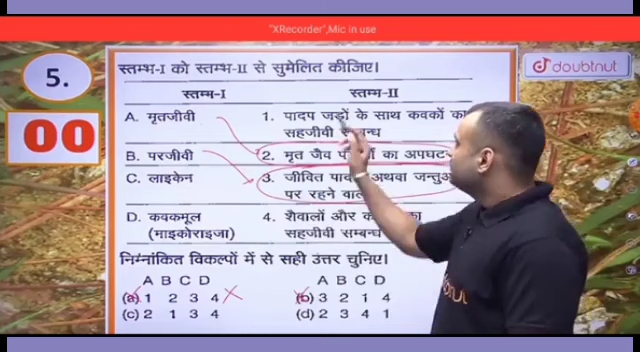 "XRecorder",Mic in use
5.
00
doubtnut
स्तम्भ-I को स्तम्भ-II से सुमेलित कीजिए।
स्तम्भ-I स्तम्भ-II
A. मृतजीवी 1. पादप जड़ों के साथ कवकों का
सहजीवी सम्बन्ध
B. परजीवी 2. मृत जैव का अपघट
C. लाइकेन 3. जीवित अथवा
पर रहने
D. कवकमूल 4. शैवालों और का
(माइकोराइजा) सहजीवी सम्बन्ध
निम्नांकित विकल्पों में से सही उत्तर चुनिए।
A B C D A B C D
(a) 1 2 3 4 (b) 3 2 1 4
(c) 2 1 3 4 (d) 2 3 4 1